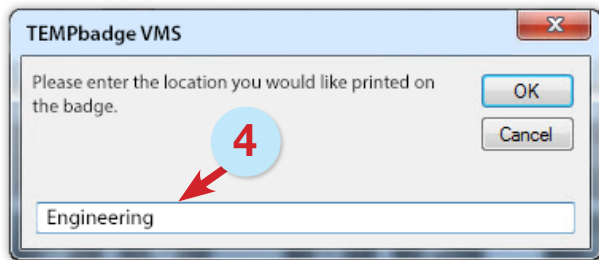 TEMPbadge VMS
Please enter the location you would like printed on
the badge.
OK
Cancel
4
Engineering